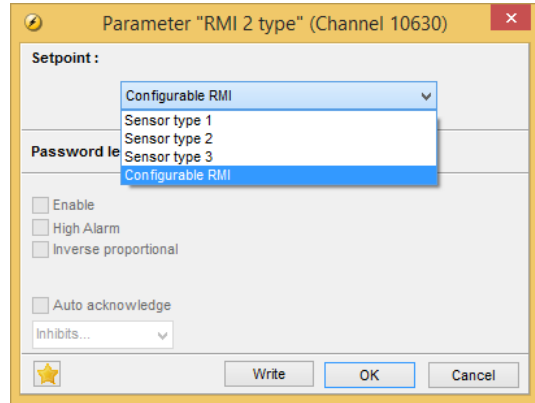 Parameter "RMI 2 type" (Channel 10630)
Setpoint :
Configurable RMI
Sensor type 1
Sensor type 2
Password le
Sensor type 3
Configurable RMI
Enable
High Alarm
Inverse proportional
Auto acknowledge
Inhibits...
Write OK Cancel